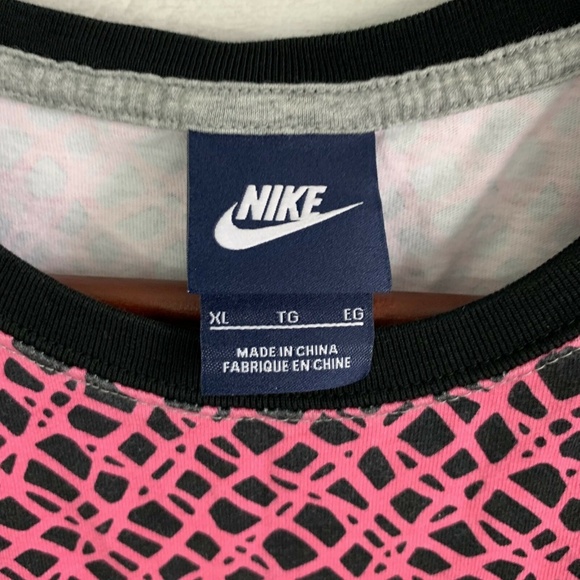 NIKE
XL TG EG
MADE IN CHINA
FABRIQUE EN CHINE